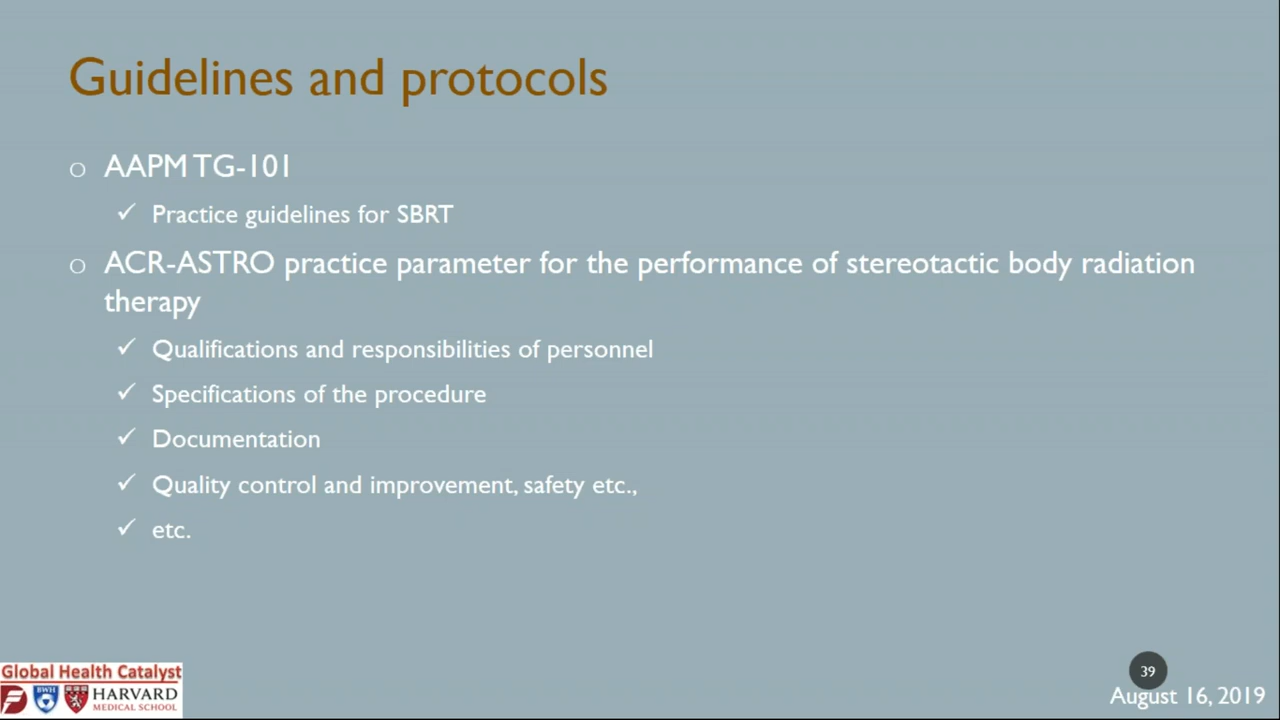 Guidelines and protocols
o AAPM TG-101
✓ Practice guidelines for SBRT
o ACR-ASTRO practice parameter for the performance of stereotactic body radiation
therapy
✓ Qualifications and responsibilities of personnel
✓ Specifications of the procedure
✓ Documentation
✓ Quality control and improvement, safety etc.,
✓ etc.
Global Health Catalyst
BWH
HARVARD
MEDICAL SCHOOL
39
August 16, 2019